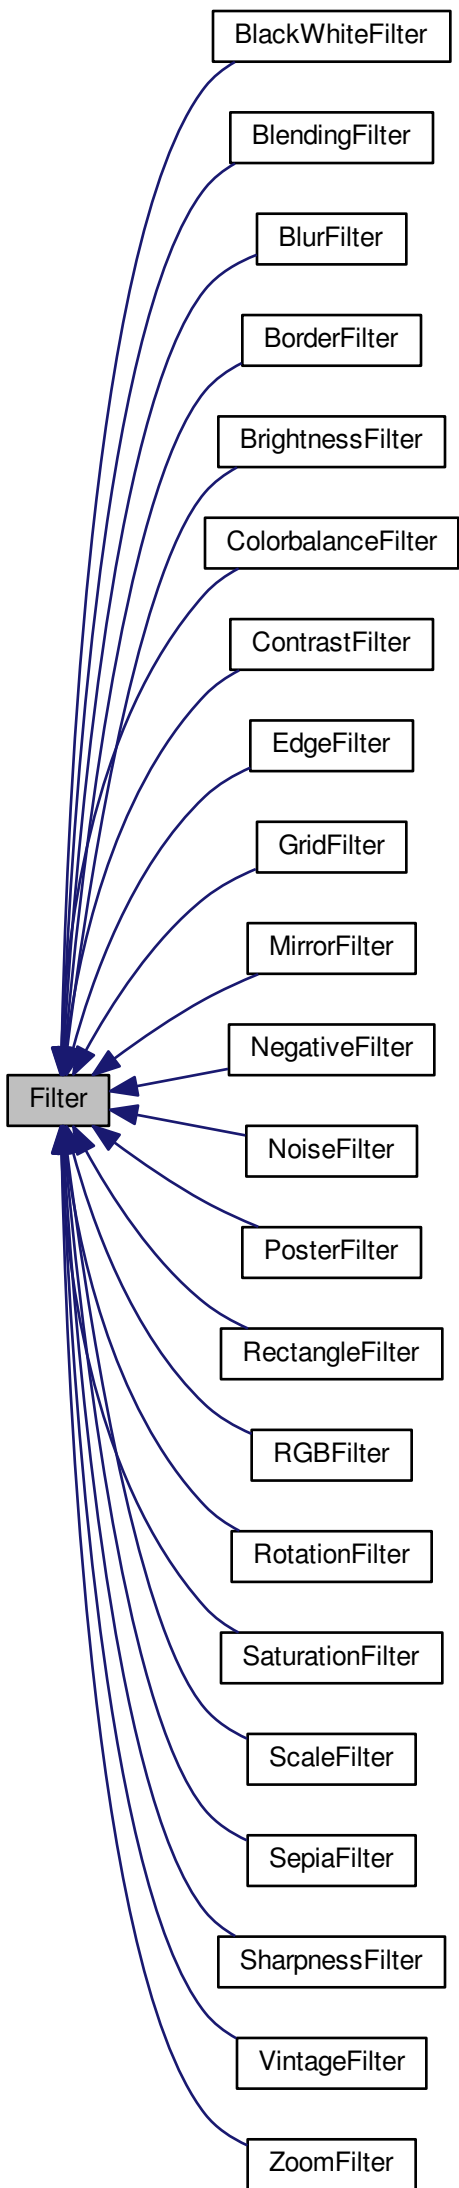 BlackWhiteFilter
BlendingFilter
BlurFilter
BorderFilter
BrightnessFilter
ColorbalanceFilter
ContrastFilter
EdgeFilter
GridFilter
MirrorFilter
NegativeFilter
Filter
NoiseFilter
PosterFilter
RectangleFilter
RGBFilter
RotationFilter
SaturationFilter
ScaleFilter
SepiaFilter
SharpnessFilter
VintageFilter
ZoomFilter